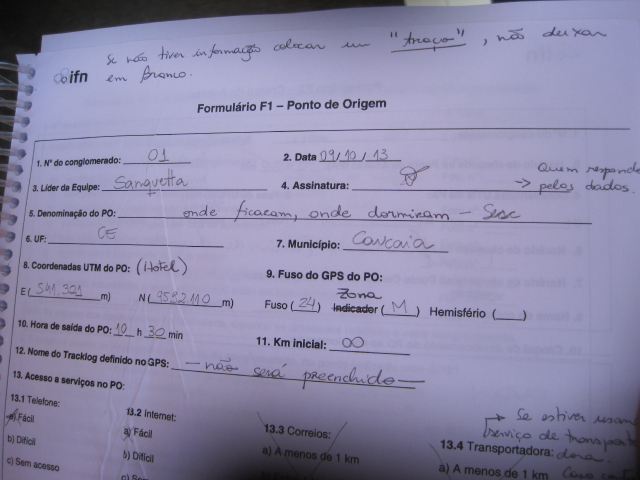 Se não tiver informação colocar um "traço", não deixar
em branco.
ifn
Formulário F1 – Ponto de Origem
1. Nº do conglomerado: 01
2. Data 09/10/13
3. Líder da Equipe: Sanquetta
4. Assinatura:
→ Quem responde
pelos dados.
5. Denominação do PO: onde ficaram, onde dormiram - Sesc
6. UF: CE
7. Município: Caucaia
8. Coordenadas UTM do PO: (Hotel)
9. Fuso do GPS do PO:
E ( 541.301 m) N ( 9592110 m)
Zona
Fuso ( 24 ) Indicador ( M ) Hemisfério ( )
10. Hora de saída do PO: 10 h 30 min
11. Km inicial: 00
12. Nome do Tracklog definido no GPS: — não será preenchido —
13. Acesso a serviços no PO:
13.1 Telefone:
a) Fácil
b) Difícil
c) Sem acesso
13.2 Internet:
a) Fácil
b) Difícil
13.3 Correios:
a) A menos de 1 km
→ Se estiver
serviço de
13.4 Transportadora:
a) A menos de 1 km